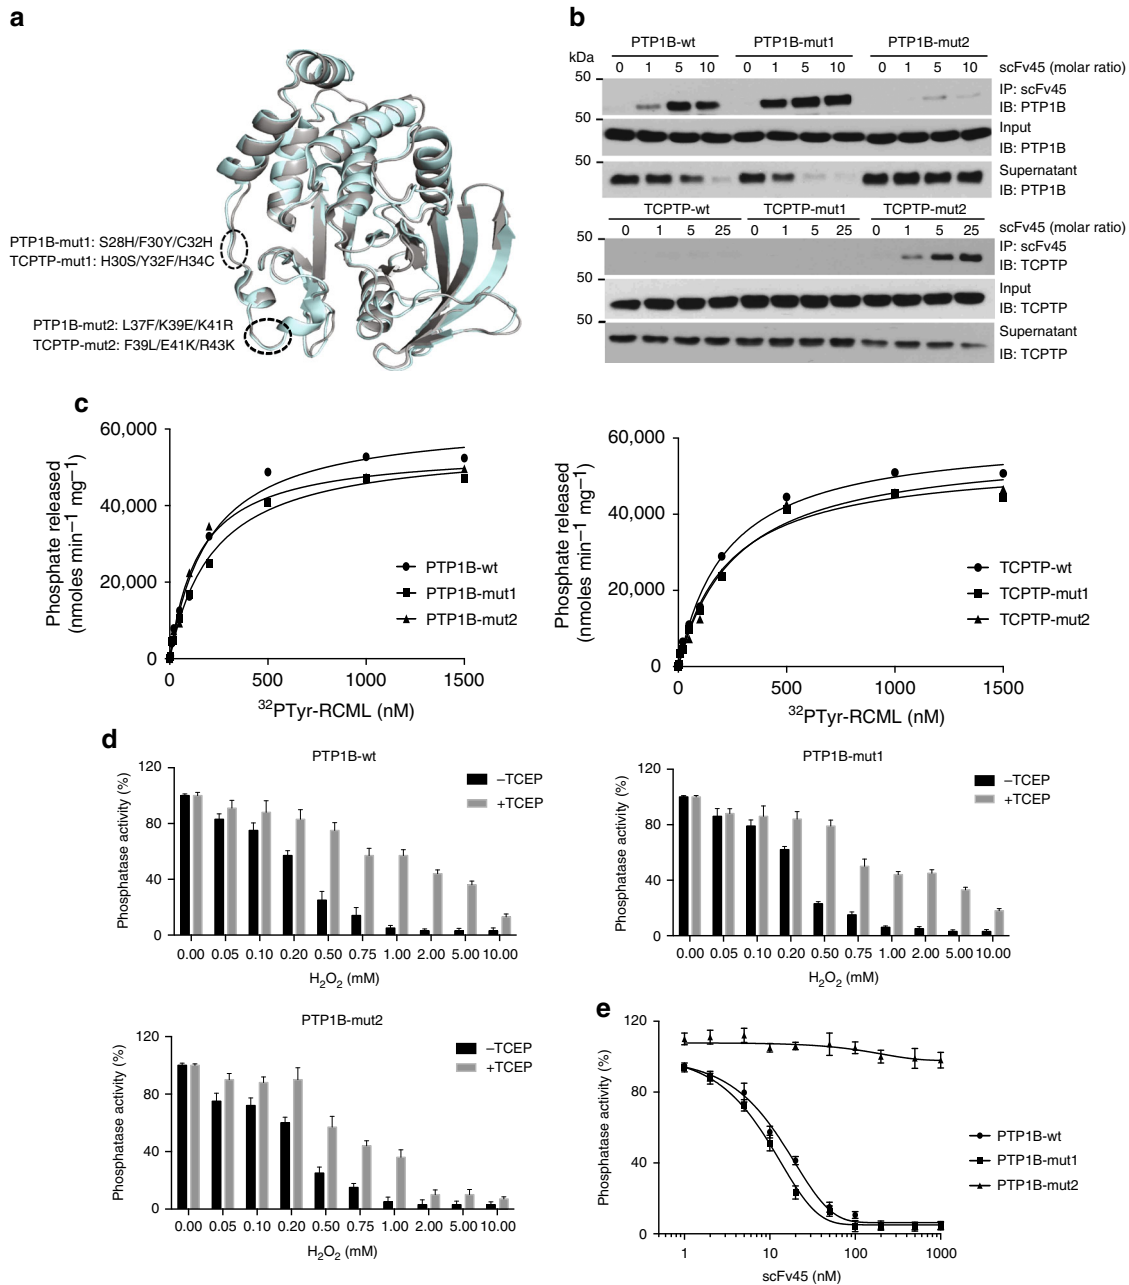 a
PTP1B-mut1: S28H/F30Y/C32H
TCPTP-mut1: H30S/Y32F/H34C
PTP1B-mut2: L37F/K39E/K41R
TCPTP-mut2: F39L/E41K/R43K
b
PTP1B-wt PTP1B-mut1 PTP1B-mut2
kDa
0 1 5 10 0 1 5 10 0 1 5 10 scFv45 (molar ratio)
50
IP: scFv45
IB: PTP1B
50
Input
IB: PTP1B
50
Supernatant
IB: PTP1B
TCPTP-wt TCPTP-mut1 TCPTP-mut2
0 1 5 25 0 1 5 25 0 1 5 25 scFv45 (molar ratio)
50
IP: scFv45
IB: TCPTP
50
Input
IB: TCPTP
50
Supernatant
IB: TCPTP
c
Phosphate released
(nmoles min⁻¹ mg⁻¹)
60,000
40,000
20,000
0
0 500 1000 1500
³²PTyr-RCML (nM)
PTP1B-wt
PTP1B-mut1
PTP1B-mut2
Phosphate released
(nmoles min⁻¹ mg⁻¹)
60,000
40,000
20,000
0
0 500 1000 1500
³²PTyr-RCML (nM)
TCPTP-wt
TCPTP-mut1
TCPTP-mut2
d
PTP1B-wt
Phosphatase activity (%)
120
80
40
0
0.00 0.05 0.10 0.20 0.50 0.75 1.00 2.00 5.00 10.00
H₂O₂ (mM)
–TCEP
+TCEP
PTP1B-mut1
Phosphatase activity (%)
120
80
40
0
0.00 0.05 0.10 0.20 0.50 0.75 1.00 2.00 5.00 10.00
H₂O₂ (mM)
–TCEP
+TCEP
PTP1B-mut2
Phosphatase activity (%)
120
80
40
0
0.00 0.05 0.10 0.20 0.50 0.75 1.00 2.00 5.00 10.00
H₂O₂ (mM)
–TCEP
+TCEP
e
Phosphatase activity (%)
120
80
40
0
1 10 100 1000
scFv45 (nM)
PTP1B-wt
PTP1B-mut1
PTP1B-mut2